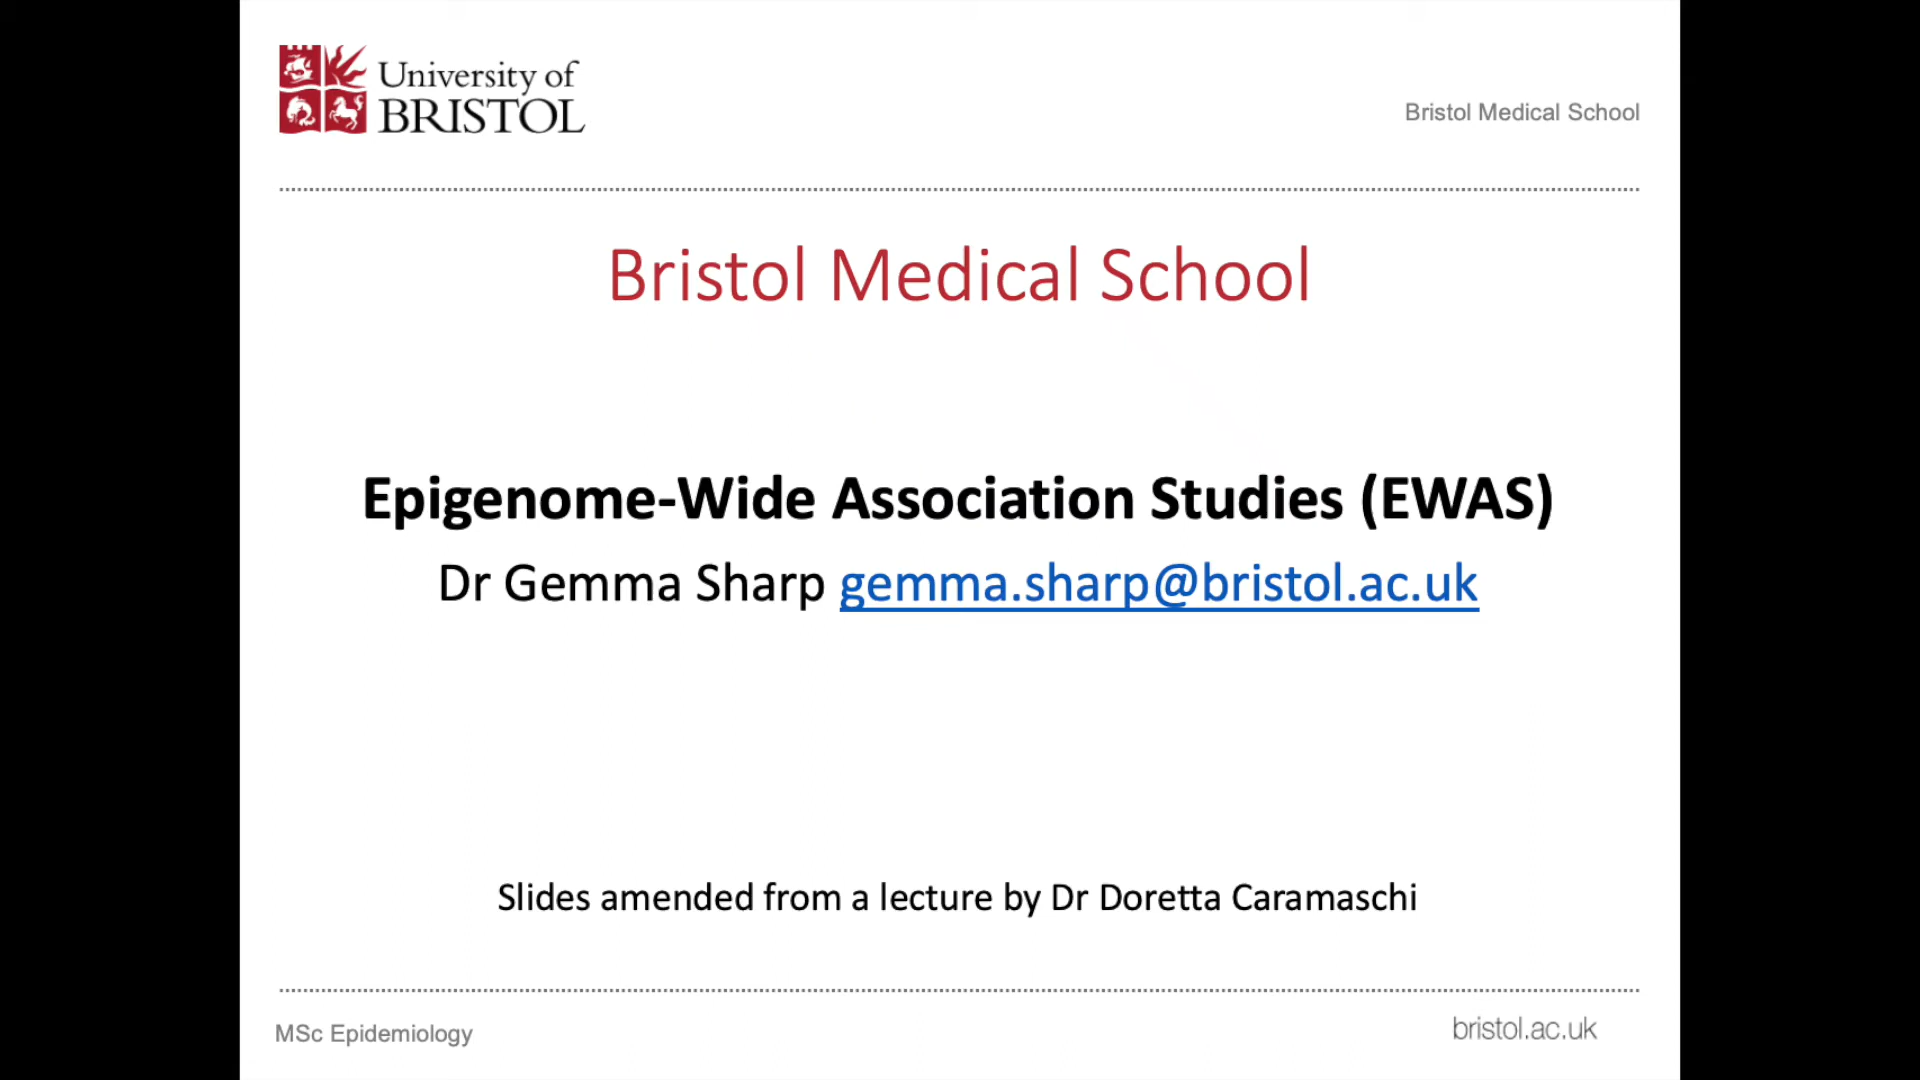 University of
BRISTOL
Bristol Medical School
Bristol Medical School
Epigenome-Wide Association Studies (EWAS)
Dr Gemma Sharp gemma.sharp@bristol.ac.uk
Slides amended from a lecture by Dr Doretta Caramaschi
MSc Epidemiology
bristol.ac.uk